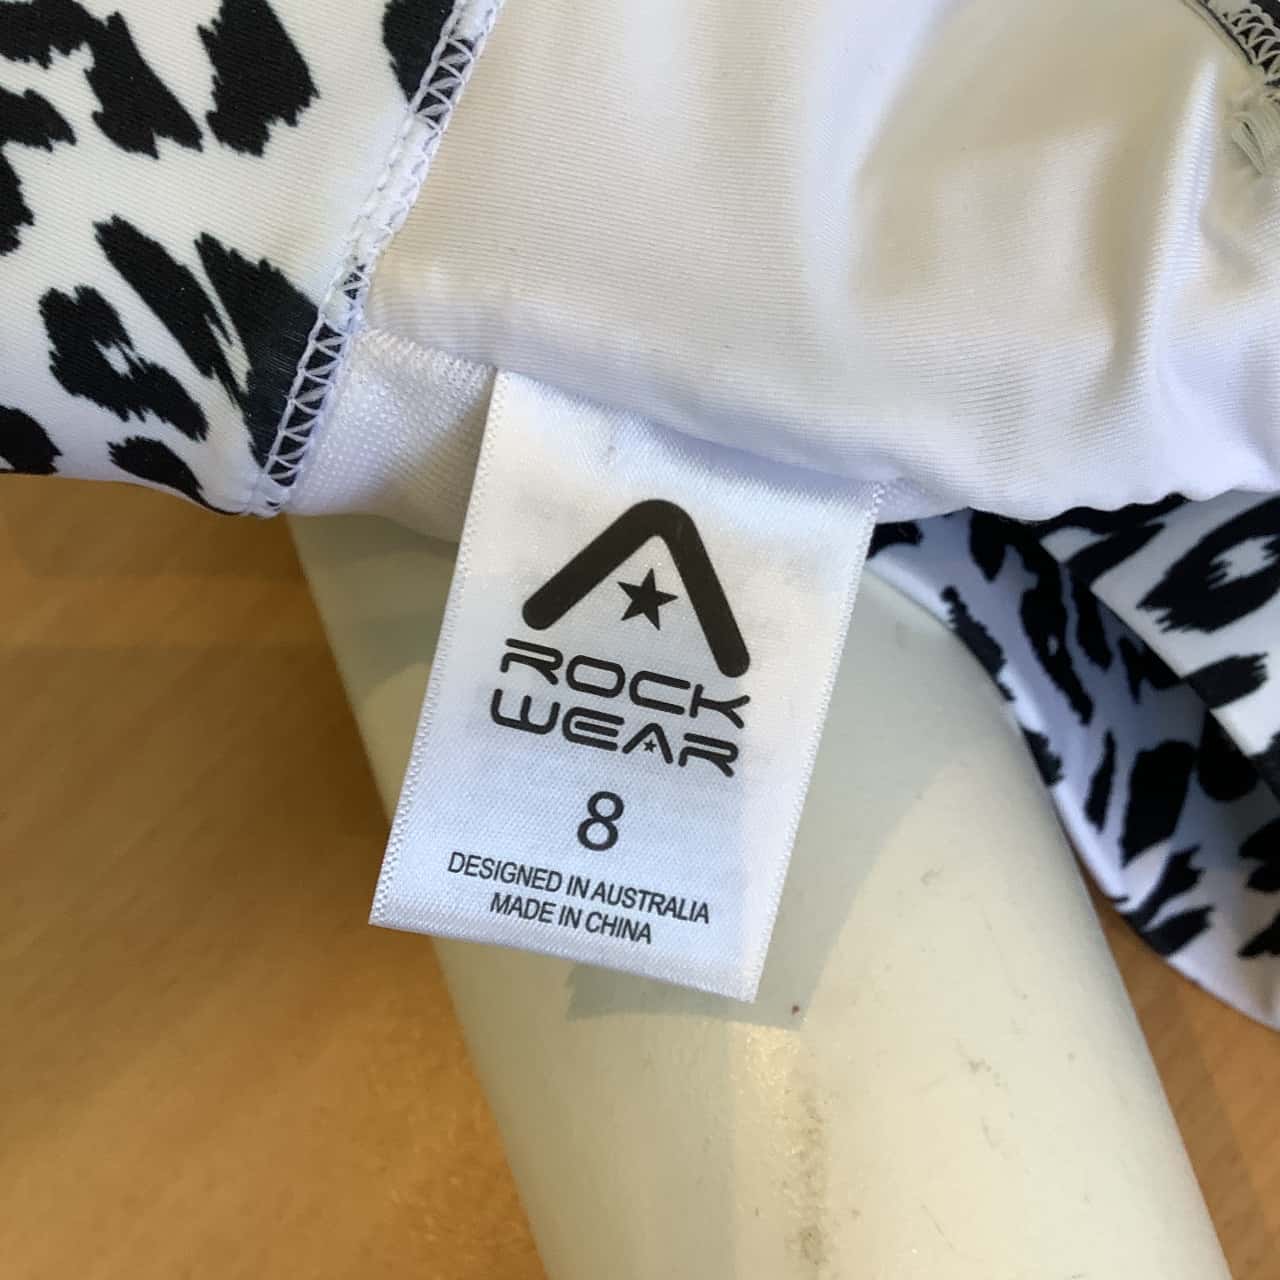 ROCK
WEAR
8
DESIGNED IN AUSTRALIA
MADE IN CHINA